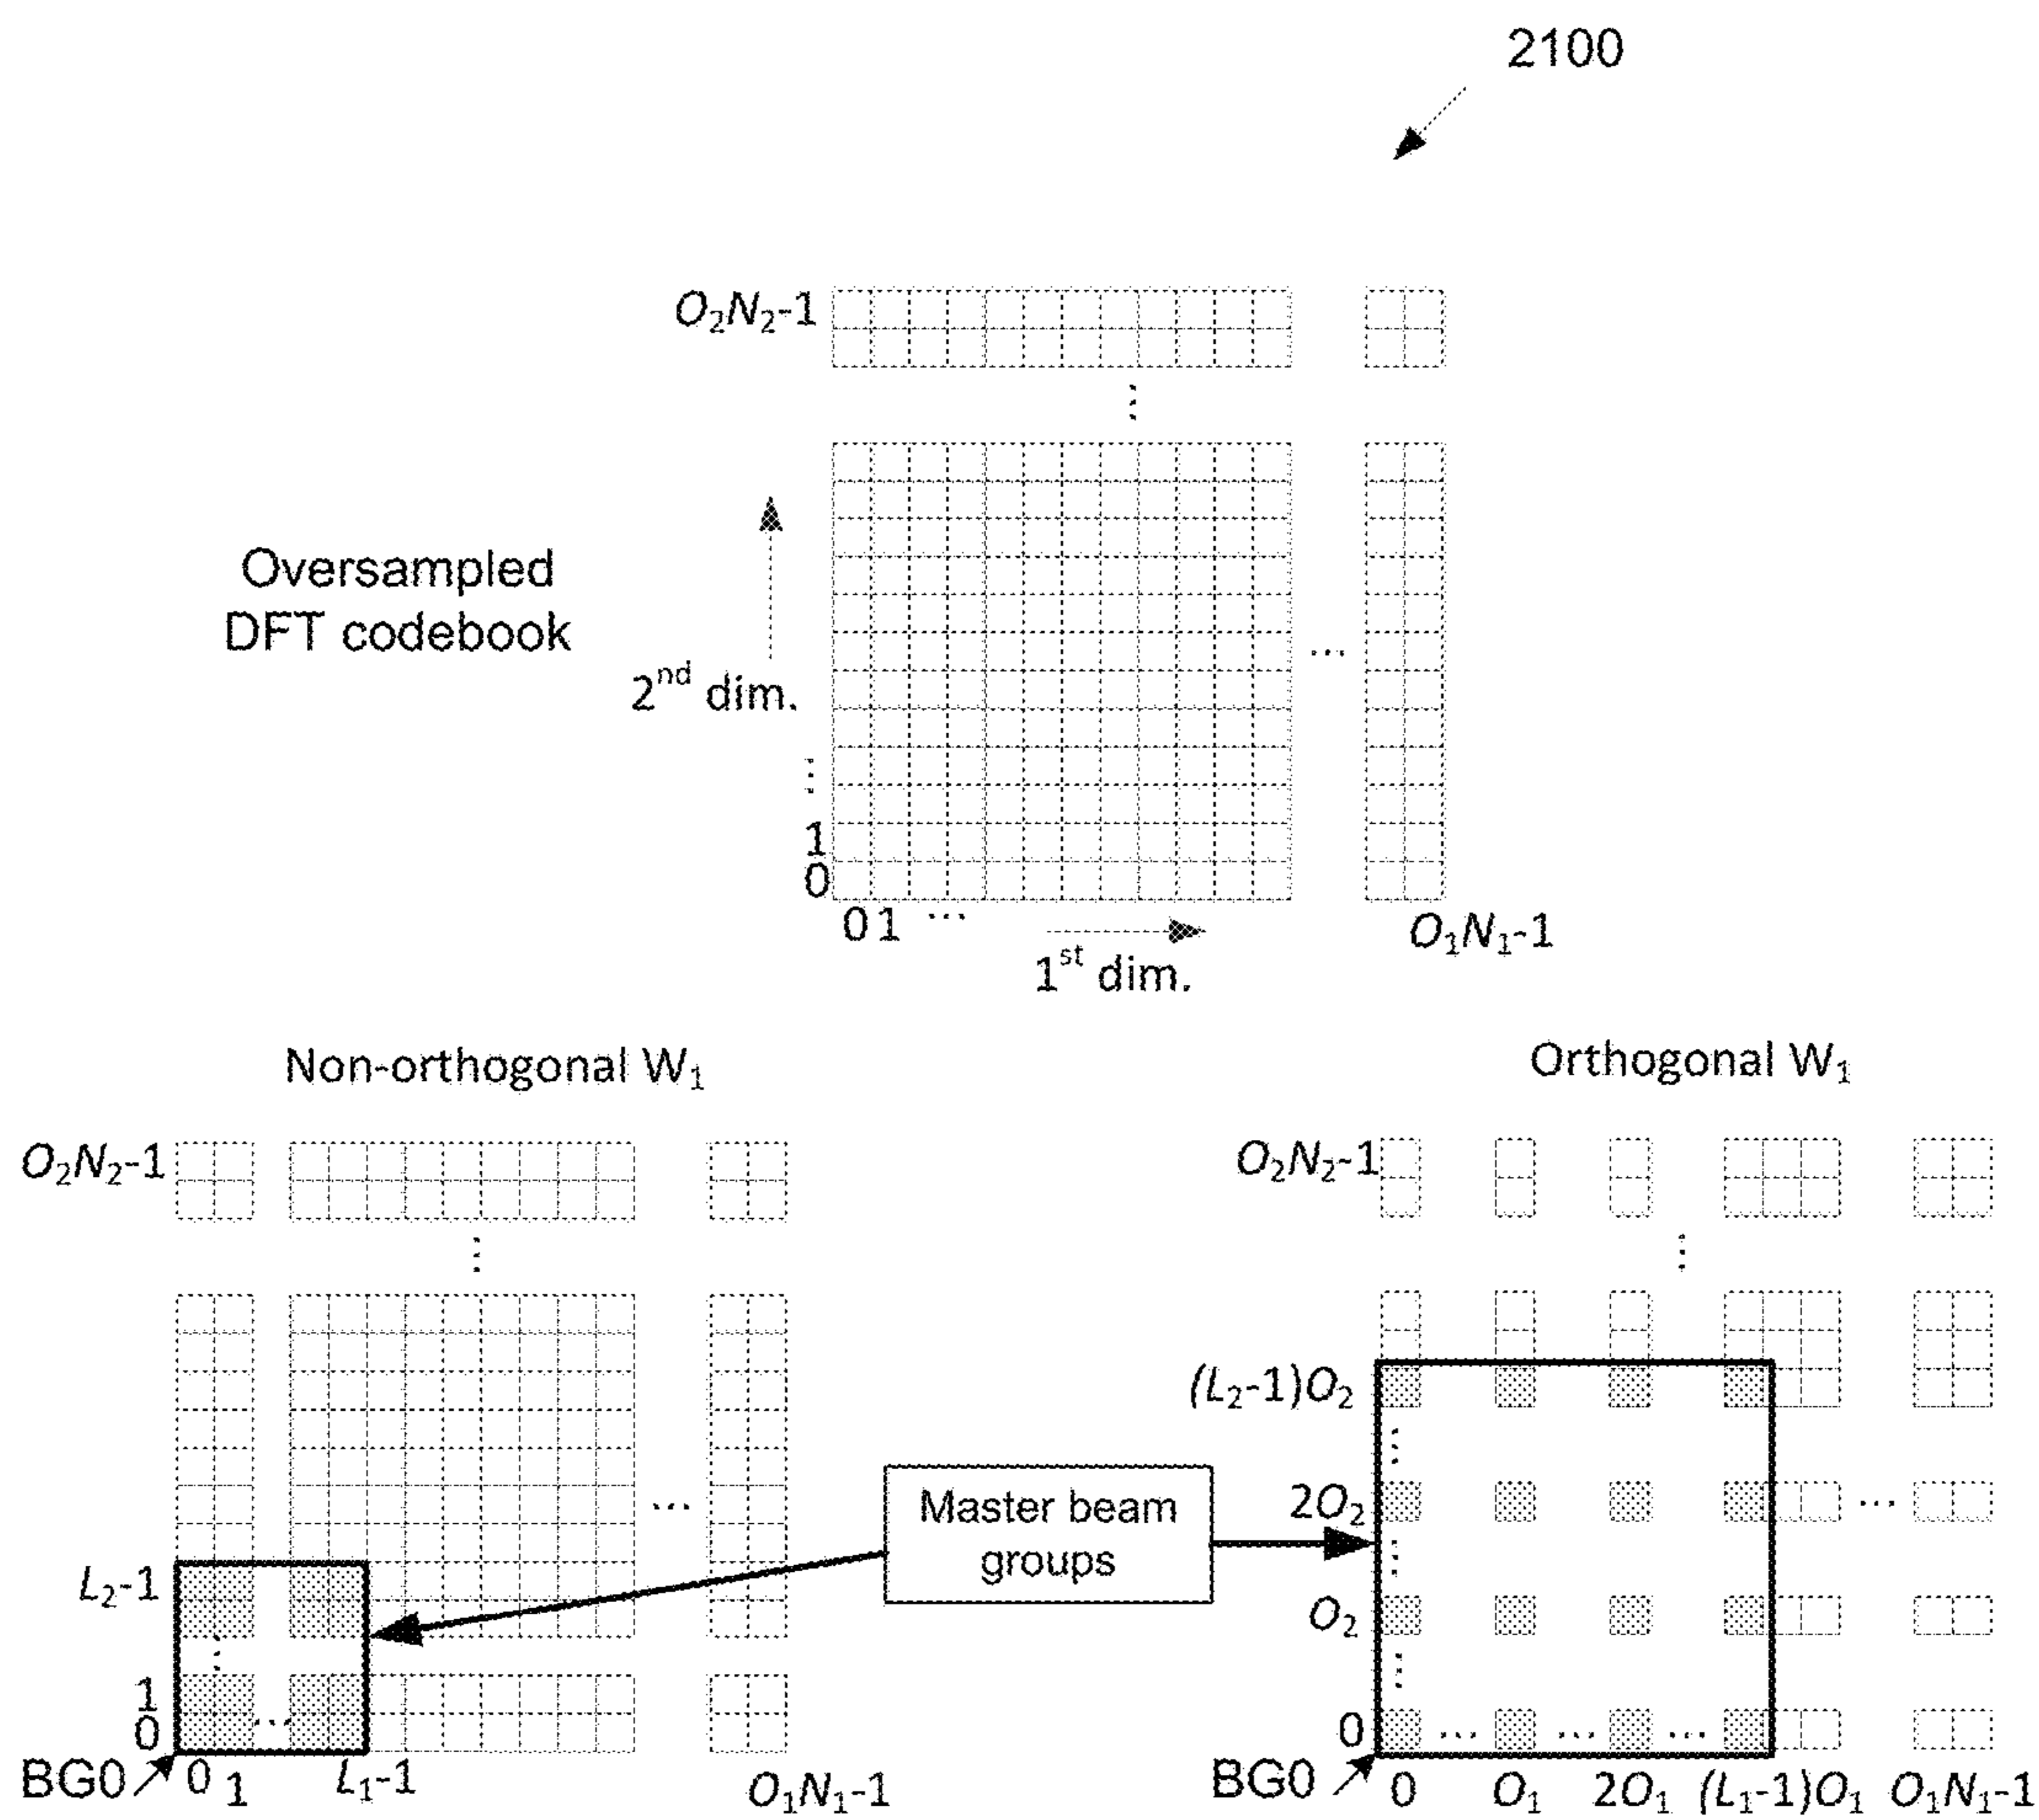 2100
O₂N₂-1
⋮
Oversampled
DFT codebook
2ⁿᵈ dim.
...
⋮
1
0
0 1 ...
O₁N₁-1
1ˢᵗ dim.
Non-orthogonal W₁
Orthogonal W₁
O₂N₂-1
⋮
...
L₂-1
⋮
1
0
...
BG0
0 1 L₁-1 O₁N₁-1
Master beam
groups
O₂N₂-1
⋮
(L₂-1)O₂
⋮
2O₂
...
⋮
O₂
⋮
0
... ... ...
BG0
0 O₁ 2O₁ (L₁-1)O₁ O₁N₁-1